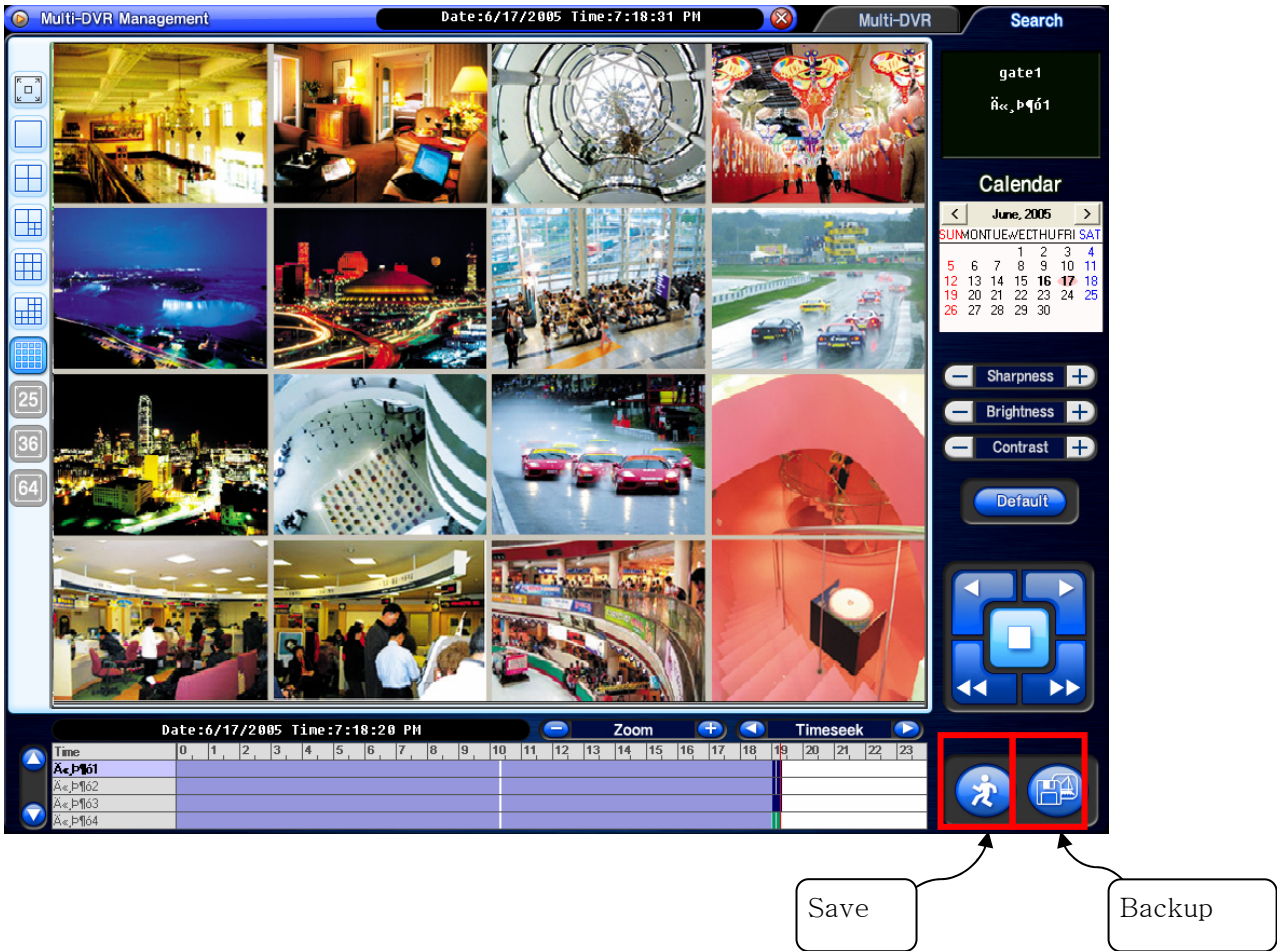 Multi-DVR Management
Date:6/17/2005 Time:7:18:31 PM
Multi-DVR
Search
gate1
Ä«¸Þ¶ó1
Calendar
June, 2005
SUN MON TUE WED THU FRI SAT
1 2 3 4
5 6 7 8 9 10 11
12 13 14 15 16 17 18
19 20 21 22 23 24 25
26 27 28 29 30
25
36
64
Sharpness
Brightness
Contrast
Default
Date:6/17/2005 Time:7:18:20 PM
Zoom
Timeseek
Time 0 1 2 3 4 5 6 7 8 9 10 11 12 13 14 15 16 17 18 19 20 21 22 23
Ä«¸Þ¶ó1
Ä«¸Þ¶ó2
Ä«¸Þ¶ó3
Ä«¸Þ¶ó4
Save
Backup